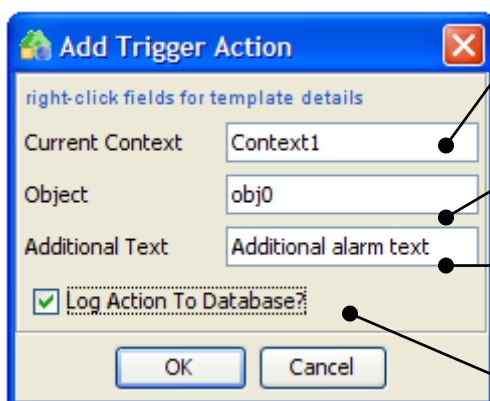 Add Trigger Action
right-click fields for template details
Current Context Context1
Object obj0
Additional Text Additional alarm text
Log Action To Database?
OK Cancel